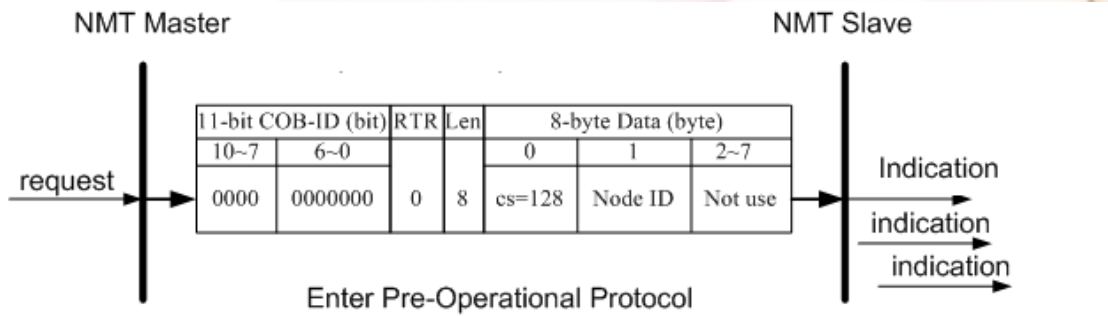 NMT Master NMT Slave
11-bit COB-ID (bit) RTR Len 8-byte Data (byte)
10~7 6~0 0 1 2~7
request 0000 0000000 0 8 cs=128 Node ID Not use Indication
indication
indication
Enter Pre-Operational Protocol